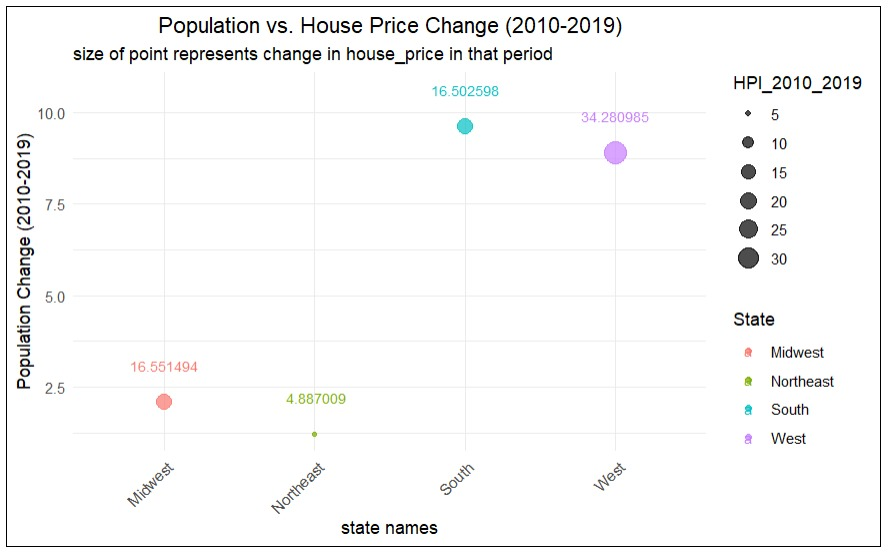 Population vs. House Price Change (2010-2019)
size of point represents change in house_price in that period
Population Change (2010-2019)
10.0
7.5
5.0
2.5
16.551494
4.887009
16.502598
34.280985
Midwest
Northeast
South
West
state names
HPI_2010_2019
5
10
15
20
25
30
State
Midwest
Northeast
South
West